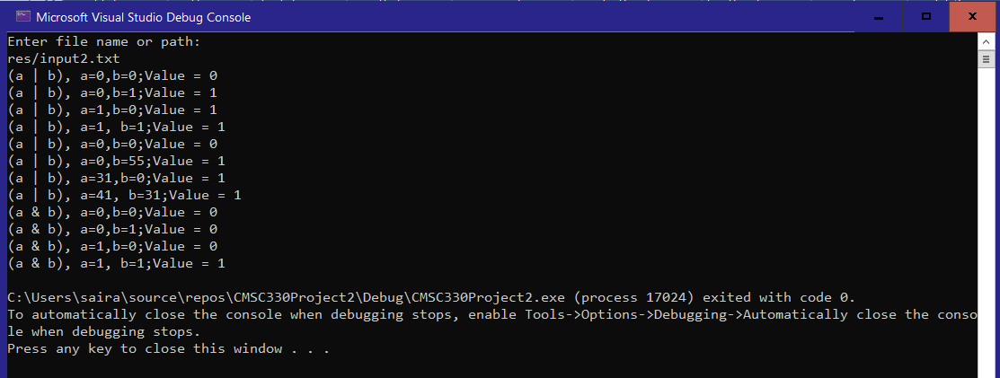 Microsoft Visual Studio Debug Console
Enter file name or path:
res/input2.txt
(a | b), a=0,b=0;Value = 0
(a | b), a=0,b=1;Value = 1
(a | b), a=1,b=0;Value = 1
(a | b), a=1, b=1;Value = 1
(a | b), a=0,b=0;Value = 0
(a | b), a=0,b=55;Value = 1
(a | b), a=31,b=0;Value = 1
(a | b), a=41, b=31;Value = 1
(a & b), a=0,b=0;Value = 0
(a & b), a=0,b=1;Value = 0
(a & b), a=1,b=0;Value = 0
(a & b), a=1, b=1;Value = 1
C:\Users\saira\source\repos\CMSC330Project2\Debug\CMSC330Project2.exe (process 17024) exited with code 0.
To automatically close the console when debugging stops, enable Tools->Options->Debugging->Automatically close the conso
le when debugging stops.
Press any key to close this window . . .